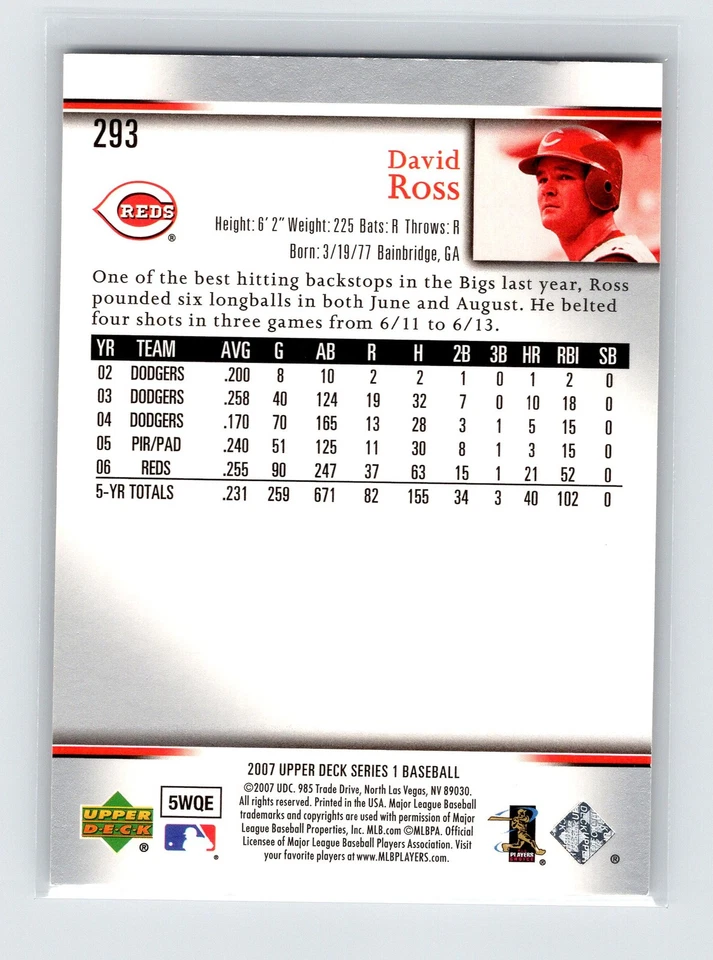 293
David
Ross
REDS ®
Height: 6' 2" Weight: 225 Bats: R Throws: R
Born: 3/19/77 Bainbridge, GA
One of the best hitting backstops in the Bigs last year, Ross
pounded six longballs in both June and August. He belted
four shots in three games from 6/11 to 6/13.
YR TEAM AVG G AB R H 2B 3B HR RBI SB
02 DODGERS .200 8 10 2 2 1 0 1 2 0
03 DODGERS .258 40 124 19 32 7 0 10 18 0
04 DODGERS .170 70 165 13 28 3 1 5 15 0
05 PIR/PAD .240 51 125 11 30 8 1 3 15 0
06 REDS .255 90 247 37 63 15 1 21 52 0
5-YR TOTALS .231 259 671 82 155 34 3 40 102 0
2007 UPPER DECK SERIES 1 BASEBALL
©2007 UDC. 985 Trade Drive, North Las Vegas, NV 89030.
All rights reserved. Printed in the USA. Major League Baseball
trademarks and copyrights are used with permission of Major
League Baseball Properties, Inc. MLB.com ©MLBPA. Official
Licensee of Major League Baseball Players Association. Visit
your favorite players at www.MLBPLAYERS.com.
UPPER
DECK ®
5WQE
®
PLAYERS
CHOICE ®
®